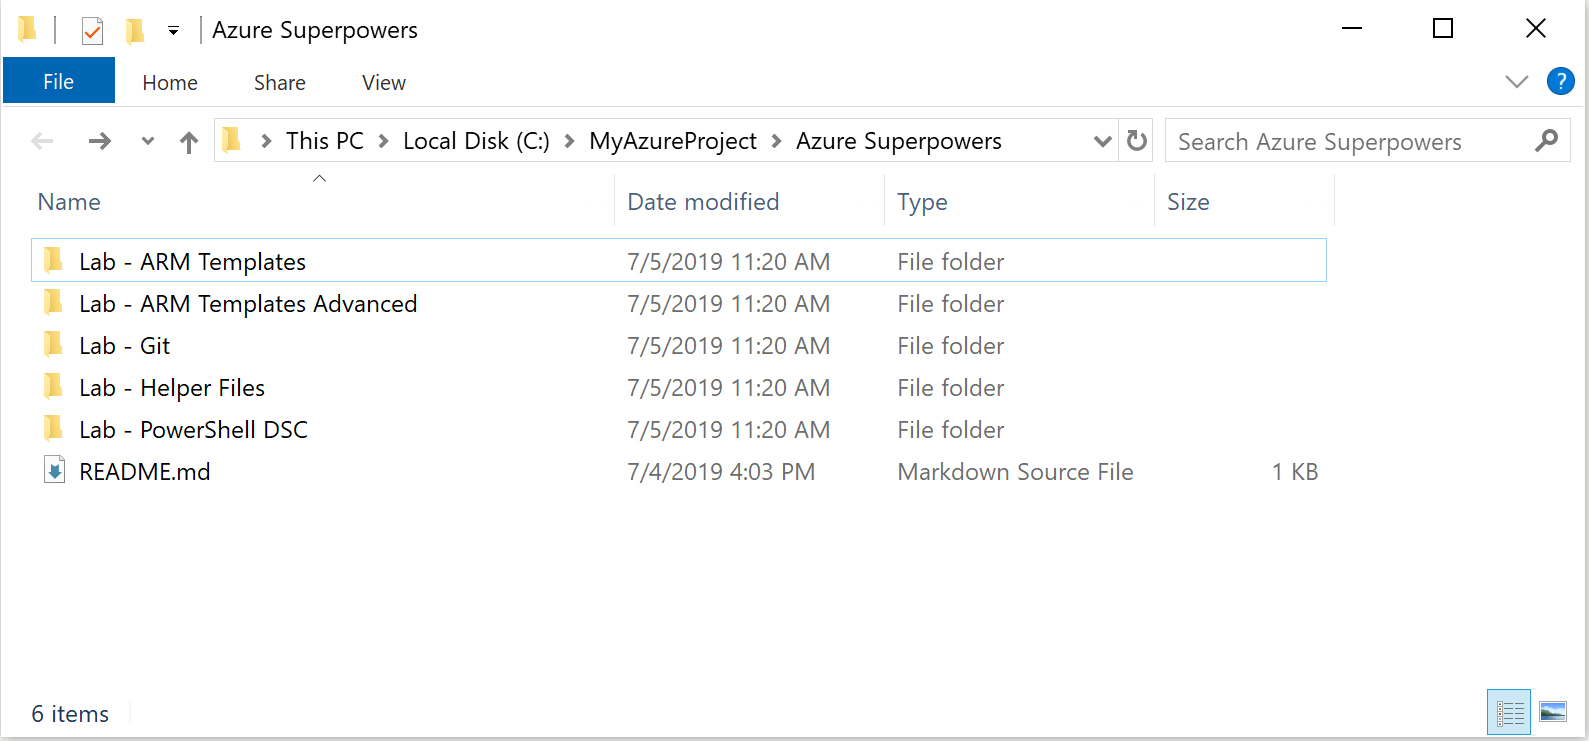 Azure Superpowers
File Home Share View ?
This PC Local Disk (C:) MyAzureProject Azure Superpowers Search Azure Superpowers
Name Date modified Type Size
Lab - ARM Templates 7/5/2019 11:20 AM File folder
Lab - ARM Templates Advanced 7/5/2019 11:20 AM File folder
Lab - Git 7/5/2019 11:20 AM File folder
Lab - Helper Files 7/5/2019 11:20 AM File folder
Lab - PowerShell DSC 7/5/2019 11:20 AM File folder
README.md 7/4/2019 4:03 PM Markdown Source File 1 KB
6 items